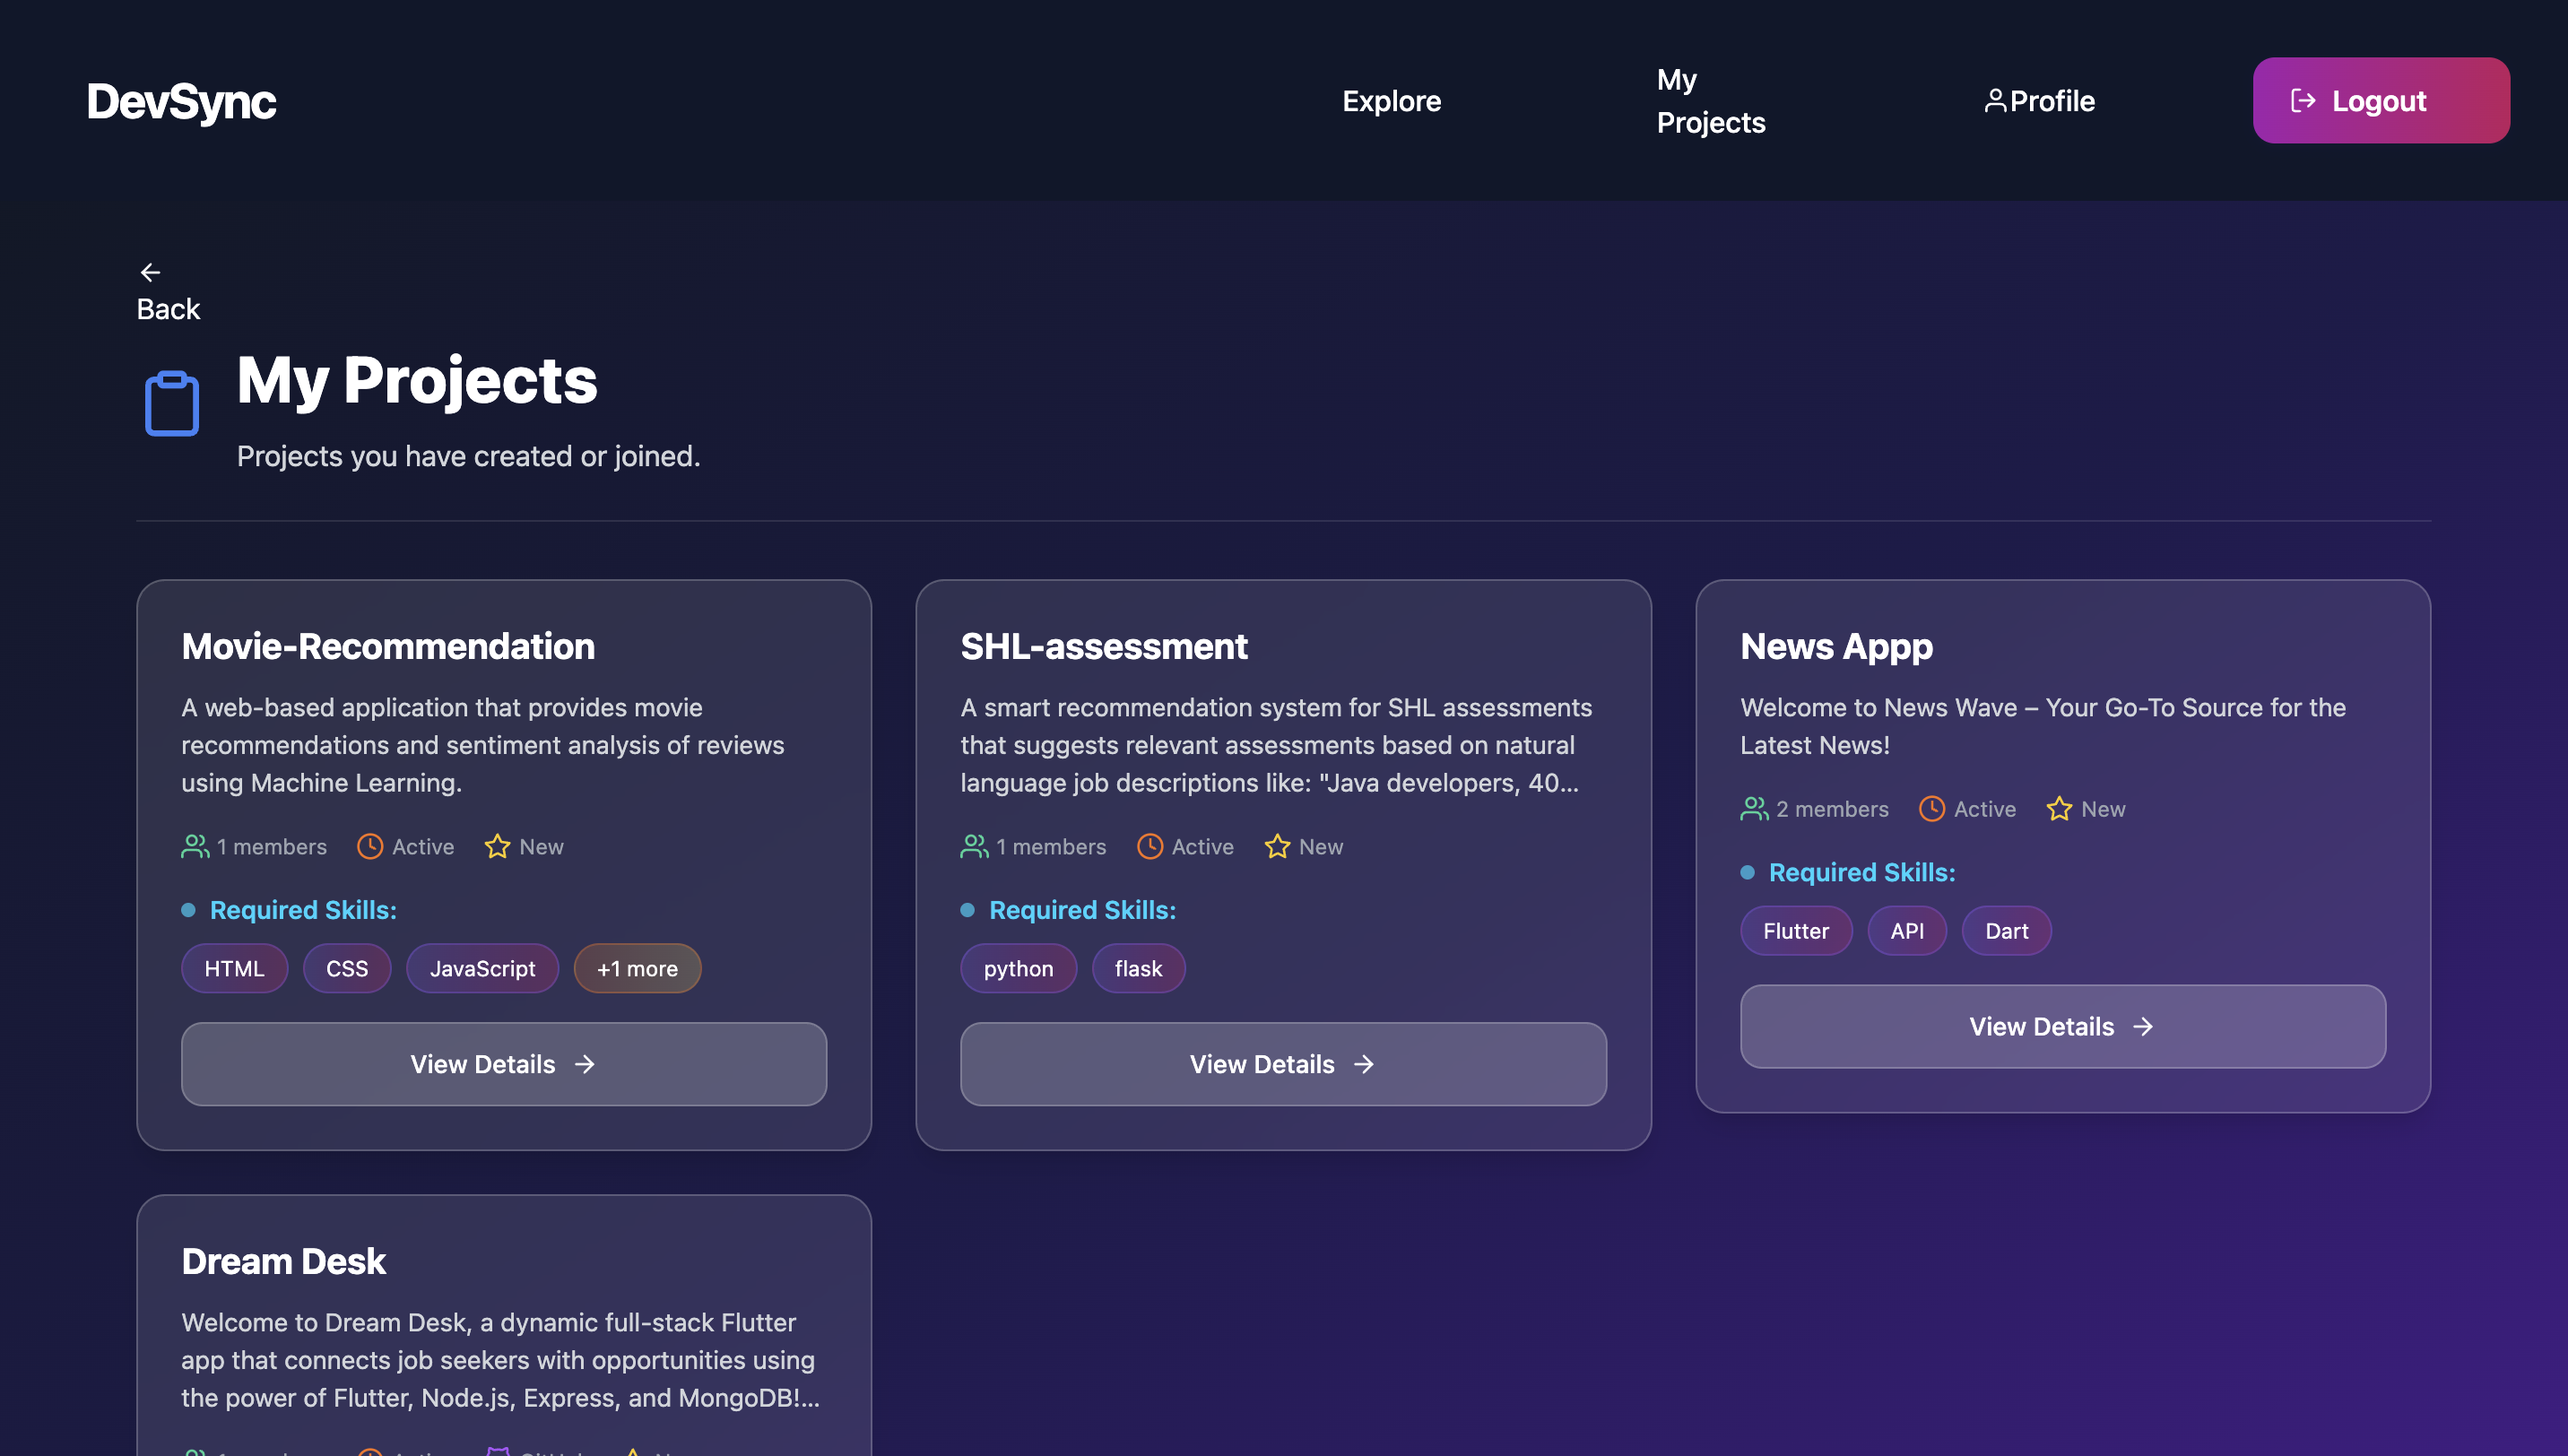 DevSync
Explore
My
Projects
Profile
Logout
Back
My Projects
Projects you have created or joined.
Movie-Recommendation
A web-based application that provides movie
recommendations and sentiment analysis of reviews
using Machine Learning.
1 members Active New
Required Skills:
HTML CSS JavaScript +1 more
View Details
SHL-assessment
A smart recommendation system for SHL assessments
that suggests relevant assessments based on natural
language job descriptions like: "Java developers, 40...
1 members Active New
Required Skills:
python flask
View Details
News Appp
Welcome to News Wave – Your Go-To Source for the
Latest News!
2 members Active New
Required Skills:
Flutter API Dart
View Details
Dream Desk
Welcome to Dream Desk, a dynamic full-stack Flutter
app that connects job seekers with opportunities using
the power of Flutter, Node.js, Express, and MongoDB!...